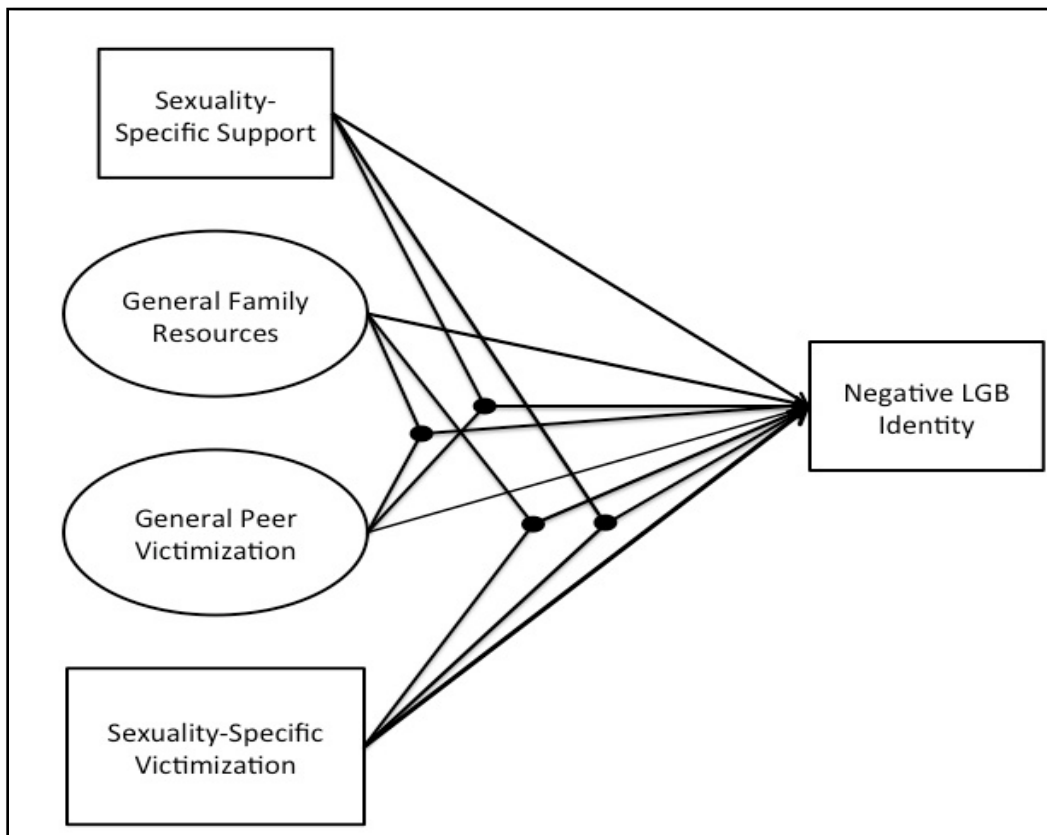 Sexuality-
Specific Support
General Family
Resources
Negative LGB
Identity
General Peer
Victimization
Sexuality-Specific
Victimization